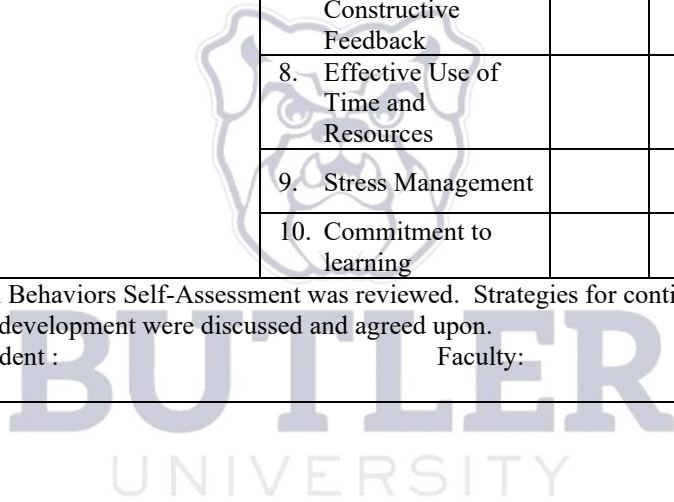 Constructive
Feedback
8. Effective Use of
Time and
Resources
9. Stress Management
10. Commitment to
learning
Behaviors Self-Assessment was reviewed. Strategies for conti
development were discussed and agreed upon.
dent : Faculty:
BUTLER
UNIVERSITY